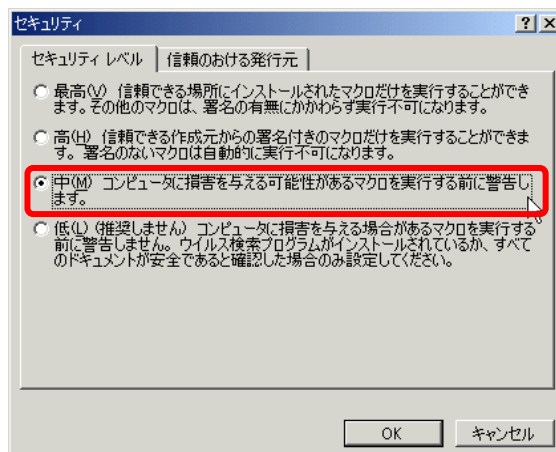 セキュリティ
セキュリティ レベル
信頼のおける発行元
最高(V) 信頼できる場所にインストールされたマクロだけを実行することができ
ます。その他のマクロは、署名の有無にかかわらず実行不可になります。
高(H) 信頼できる作成元からの署名付きのマクロだけを実行することができま
す。署名のないマクロは自動的に実行不可になります。
中(M) コンピュータに損害を与える可能性があるマクロを実行する前に警告し
ます。
低(L) (推奨しません) コンピュータに損害を与える場合があるマクロを実行する
前に警告しません。ウイルス検索プログラムがインストールされているか、すべて
のドキュメントが安全であると確認した場合のみ設定してください。
OK
キャンセル